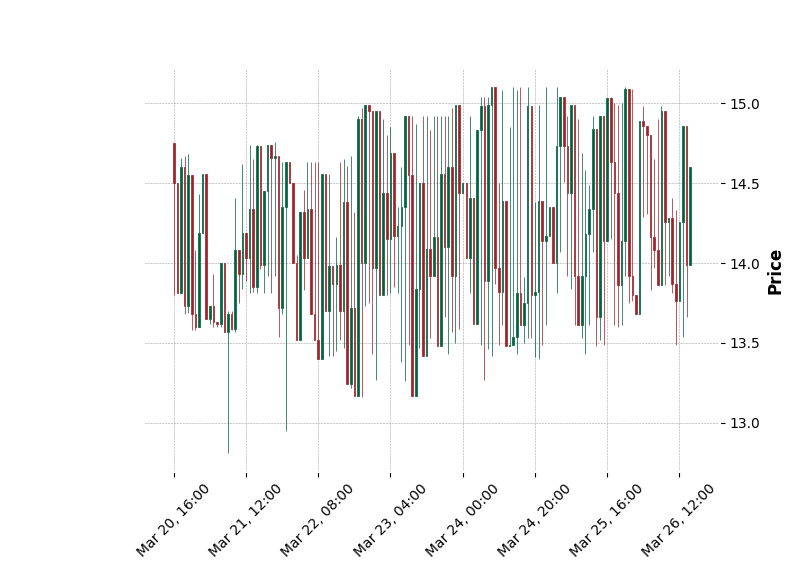 15.0
14.5
14.0
13.5
13.0
Price
Mar 20, 16:00
Mar 21, 12:00
Mar 22, 08:00
Mar 23, 04:00
Mar 24, 00:00
Mar 24, 20:00
Mar 25, 16:00
Mar 26, 12:00